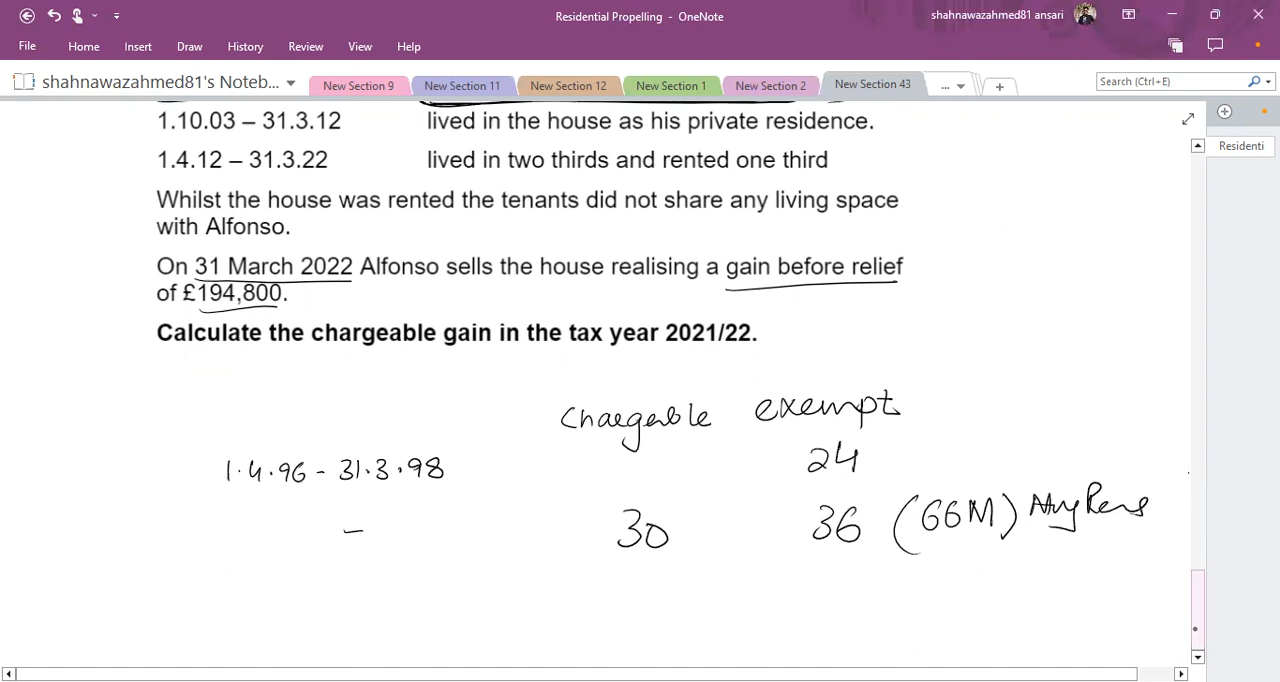 Residential Propelling - OneNote
shahnawazahmed81 ansari
File Home Insert Draw History Review View Help
shahnawazahmed81's Noteb...
New Section 9 New Section 11 New Section 12 New Section 1 New Section 2 New Section 43 ...
Search (Ctrl+E)
Residenti
1.10.03 – 31.3.12 lived in the house as his private residence.
1.4.12 – 31.3.22 lived in two thirds and rented one third
Whilst the house was rented the tenants did not share any living space
with Alfonso.
On 31 March 2022 Alfonso sells the house realising a gain before relief
of £194,800.
Calculate the chargeable gain in the tax year 2021/22.
Chargeable exempt
1.4.96 - 31.3.98 24
- 30 36 (66M)